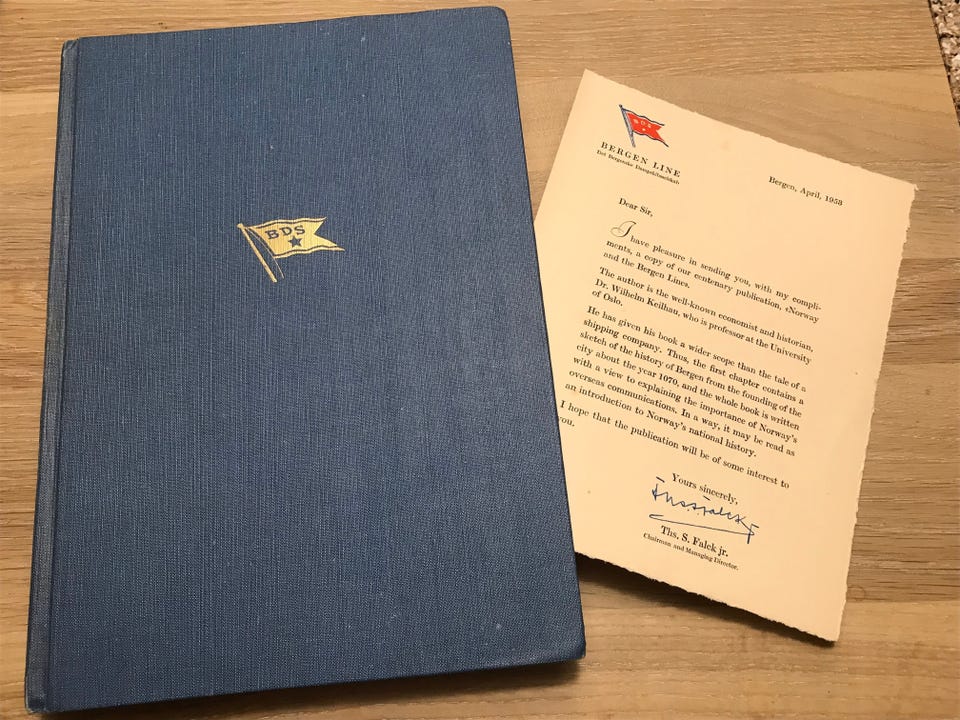 BDS
BDS
BERGEN LINE
Det Bergenske Dampskibsselskab
Bergen, April, 1953
Dear Sir,
I have pleasure in sending you, with my compli-
ments, a copy of our centenary publication, «Norway
and the Bergen Line».
The author is the well-known economist and historian,
Dr. Wilhelm Keilhau, who is professor at the University
of Oslo.
He has given his book a wider scope than the tale of a
shipping company. Thus, the first chapter contains a
sketch of the history of Bergen from the founding of the
city about the year 1070, and the whole book is written
with a view to explaining the importance of Norway's
overseas communications. In a way, it may be read as
an introduction to Norway's national history.
I hope that the publication will be of some interest to
you.
Yours sincerely,
Ths. S. Falck jr
Ths. S. Falck jr.
Chairman and Managing Director.